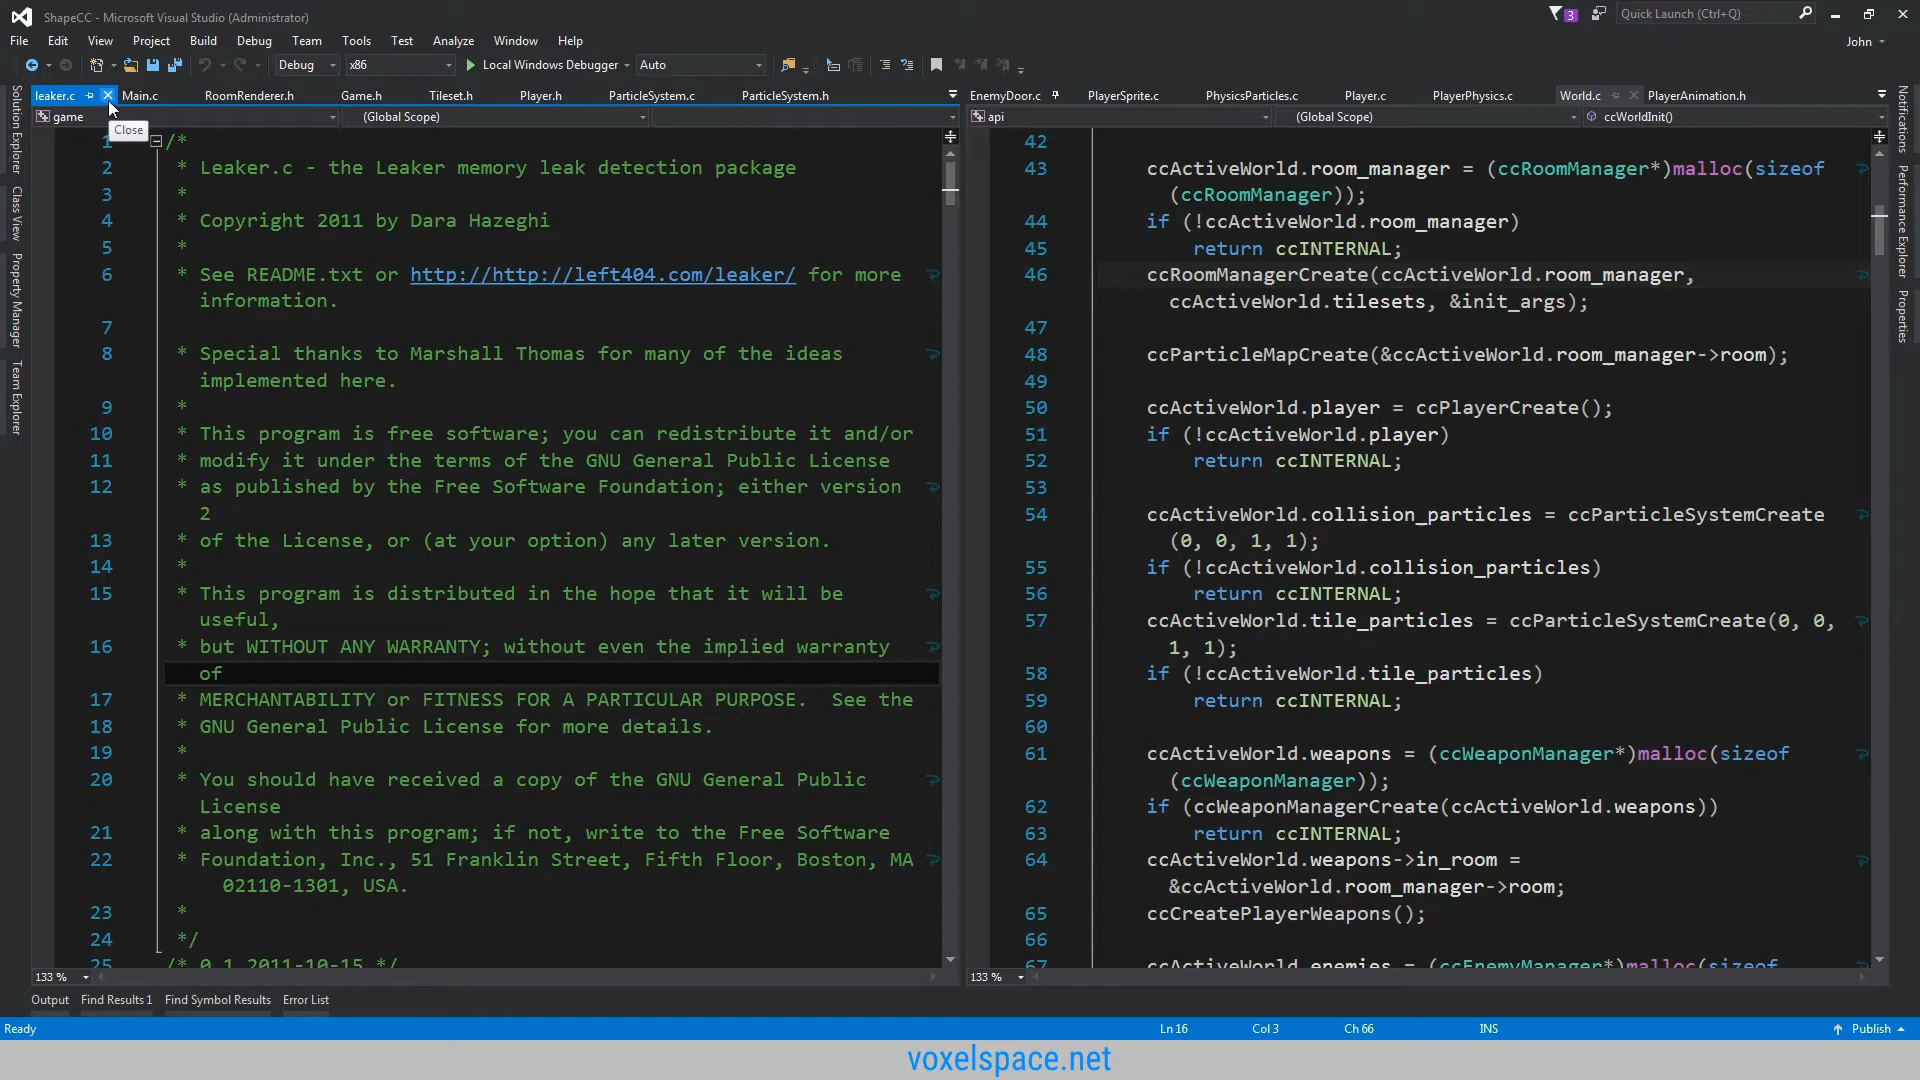 ShapeCC - Microsoft Visual Studio (Administrator)
3
Quick Launch (Ctrl+Q)
File Edit View Project Build Debug Team Tools Test Analyze Window Help
John
Debug x86 Local Windows Debugger Auto
leaker.c Main.c RoomRenderer.h Game.h Tileset.h Player.h ParticleSystem.c ParticleSystem.h
EnemyDoor.c PlayerSprite.c PhysicsParticles.c Player.c PlayerPhysics.c World.c PlayerAnimation.h
game (Global Scope)
api (Global Scope) ccWorldInit()
Close
Solution Explorer
Class View
Property Manager
Team Explorer
1 /*
2 * Leaker.c - the Leaker memory leak detection package
3 *
4 * Copyright 2011 by Dara Hazeghi
5 *
6 * See README.txt or http://http://left404.com/leaker/ for more
information.
7
8 * Special thanks to Marshall Thomas for many of the ideas
implemented here.
9 *
10 * This program is free software; you can redistribute it and/or
11 * modify it under the terms of the GNU General Public License
12 * as published by the Free Software Foundation; either version
2
13 * of the License, or (at your option) any later version.
14 *
15 * This program is distributed in the hope that it will be
useful,
16 * but WITHOUT ANY WARRANTY; without even the implied warranty
of
17 * MERCHANTABILITY or FITNESS FOR A PARTICULAR PURPOSE.  See the
18 * GNU General Public License for more details.
19 *
20 * You should have received a copy of the GNU General Public
License
21 * along with this program; if not, write to the Free Software
22 * Foundation, Inc., 51 Franklin Street, Fifth Floor, Boston, MA
02110-1301, USA.
23 *
24 */
25 /* 0.1 2011-10-15 */
133 %
42
43 ccActiveWorld.room_manager = (ccRoomManager*)malloc(sizeof
(ccRoomManager));
44 if (!ccActiveWorld.room_manager)
45 return ccINTERNAL;
46 ccRoomManagerCreate(ccActiveWorld.room_manager,
ccActiveWorld.tilesets, &init_args);
47
48 ccParticleMapCreate(&ccActiveWorld.room_manager->room);
49
50 ccActiveWorld.player = ccPlayerCreate();
51 if (!ccActiveWorld.player)
52 return ccINTERNAL;
53
54 ccActiveWorld.collision_particles = ccParticleSystemCreate
(0, 0, 1, 1);
55 if (!ccActiveWorld.collision_particles)
56 return ccINTERNAL;
57 ccActiveWorld.tile_particles = ccParticleSystemCreate(0, 0,
1, 1);
58 if (!ccActiveWorld.tile_particles)
59 return ccINTERNAL;
60
61 ccActiveWorld.weapons = (ccWeaponManager*)malloc(sizeof
(ccWeaponManager));
62 if (ccWeaponManagerCreate(ccActiveWorld.weapons))
63 return ccINTERNAL;
64 ccActiveWorld.weapons->in_room =
&ccActiveWorld.room_manager->room;
65 ccCreatePlayerWeapons();
66
67 ccActiveWorld.enemies = (ccEnemyManager*)malloc(sizeof
133 %
Notifications
Performance Explorer
Properties
Output Find Results 1 Find Symbol Results Error List
Ready Ln 16 Col 3 Ch 66 INS Publish
voxelspace.net